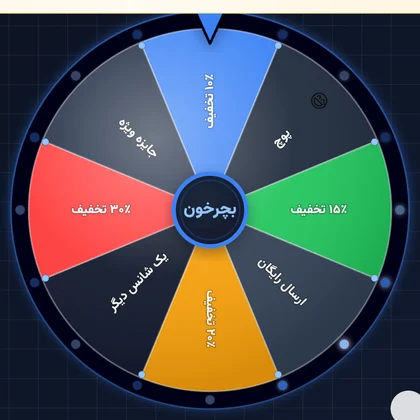 ۱۰٪ تخفیف
پوچ
۱۵٪ تخفیف
ارسال رایگان
۲۰٪ تخفیف
یک شانس دیگر
۳۰٪ تخفیف
جایزه ویژه
بچرخون